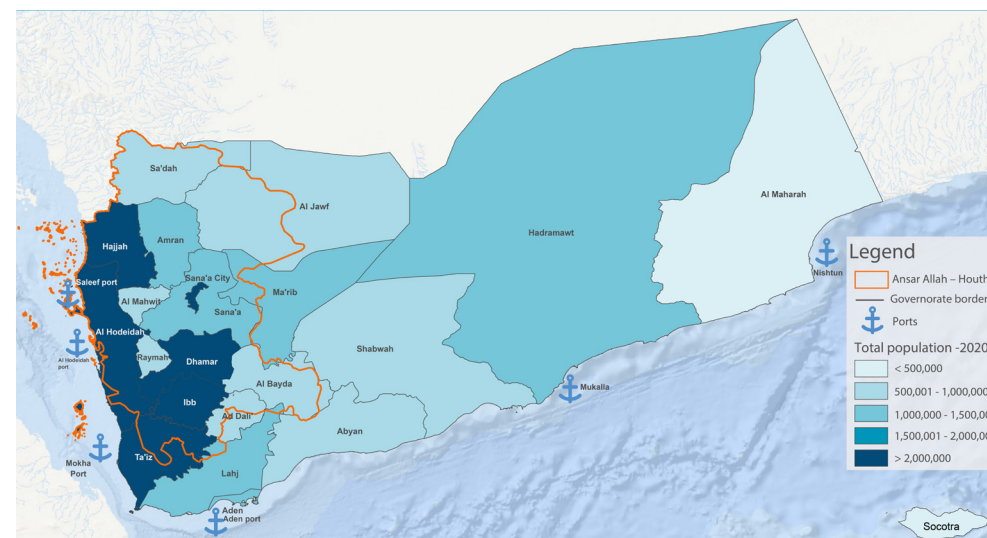 Sa'dah
Al Jawf
Hajjah
Amran
Hadramawt
Al Maharah
Saleef port
Sana'a City
Al Mahwit
Sana'a
Ma'rib
Al Hodeidah
Al Hodeidah
port
Raymah
Dhamar
Shabwah
Al Bayda
Ibb
Ad Dali
Abyan
Ta'iz
Mokha
Port
Lahj
Aden
Aden port
Mukalla
Nishtun
Socotra
Legend
Ansar Allah – Houth
Governorate border
Ports
Total population -2020
< 500,000
500,001 - 1,000,000
1,000,000 - 1,500,00
1,500,001 - 2,000,00
> 2,000,000